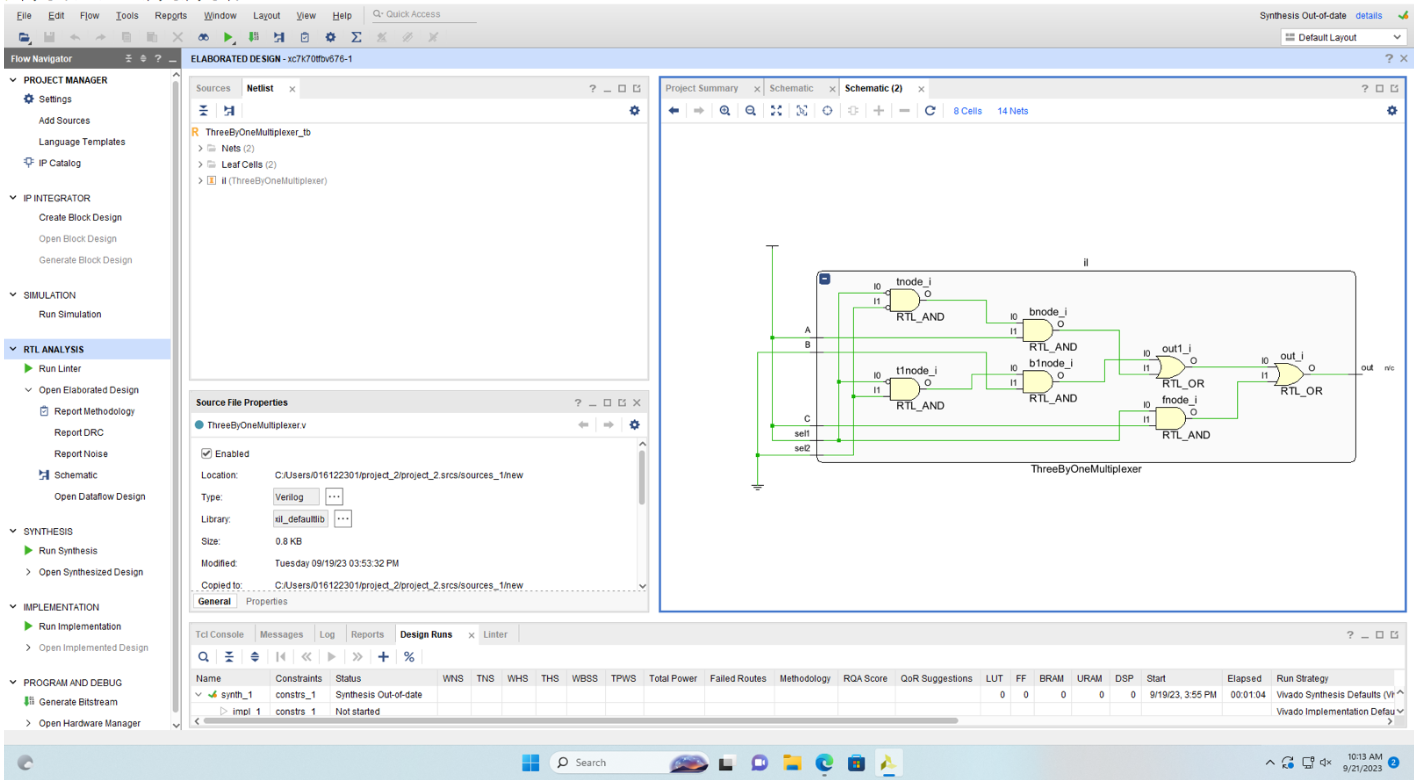 File Edit Flow Tools Reports Window Layout View Help Q- Quick Access
Synthesis Out-of-date details
Default Layout
Flow Navigator
PROJECT MANAGER
Settings
Add Sources
Language Templates
IP Catalog
IP INTEGRATOR
Create Block Design
Open Block Design
Generate Block Design
SIMULATION
Run Simulation
RTL ANALYSIS
Run Linter
Open Elaborated Design
Report Methodology
Report DRC
Report Noise
Schematic
Open Dataflow Design
SYNTHESIS
Run Synthesis
Open Synthesized Design
IMPLEMENTATION
Run Implementation
Open Implemented Design
PROGRAM AND DEBUG
Generate Bitstream
Open Hardware Manager
ELABORATED DESIGN - xc7k70tfbv676-1
Sources Netlist
R ThreeByOneMultiplexer_tb
Nets (2)
Leaf Cells (2)
il (ThreeByOneMultiplexer)
Source File Properties
ThreeByOneMultiplexer.v
Enabled
Location: C:/Users/016122301/project_2/project_2.srcs/sources_1/new
Type: Verilog
Library: xil_defaultlib
Size: 0.8 KB
Modified: Tuesday 09/19/23 03:53:32 PM
Copied to: C:/Users/016122301/project_2/project_2.srcs/sources_1/new
General Properties
Project Summary Schematic Schematic (2)
8 Cells 14 Nets
il
tnode_i
I0
I1
O
RTL_AND
bnode_i
I0
I1
O
RTL_AND
A
B
b1node_i
I0
I1
O
RTL_AND
t1node_i
I0
I1
O
RTL_AND
out1_i
I0
I1
O
RTL_OR
out_i
I0
I1
O
RTL_OR
out n/c
fnode_i
I0
I1
O
RTL_AND
C
sel1
sel2
ThreeByOneMultiplexer
Tcl Console Messages Log Reports Design Runs Linter
Name Constraints Status WNS TNS WHS THS WBSS TPWS Total Power Failed Routes Methodology RQA Score QoR Suggestions LUT FF BRAM URAM DSP Start Elapsed Run Strategy
synth_1 constrs_1 Synthesis Out-of-date 0 0 0 0 0 9/19/23, 3:55 PM 00:01:04 Vivado Synthesis Defaults (Vi
impl_1 constrs_1 Not started Vivado Implementation Defau
Search
10:13 AM
9/21/2023
2